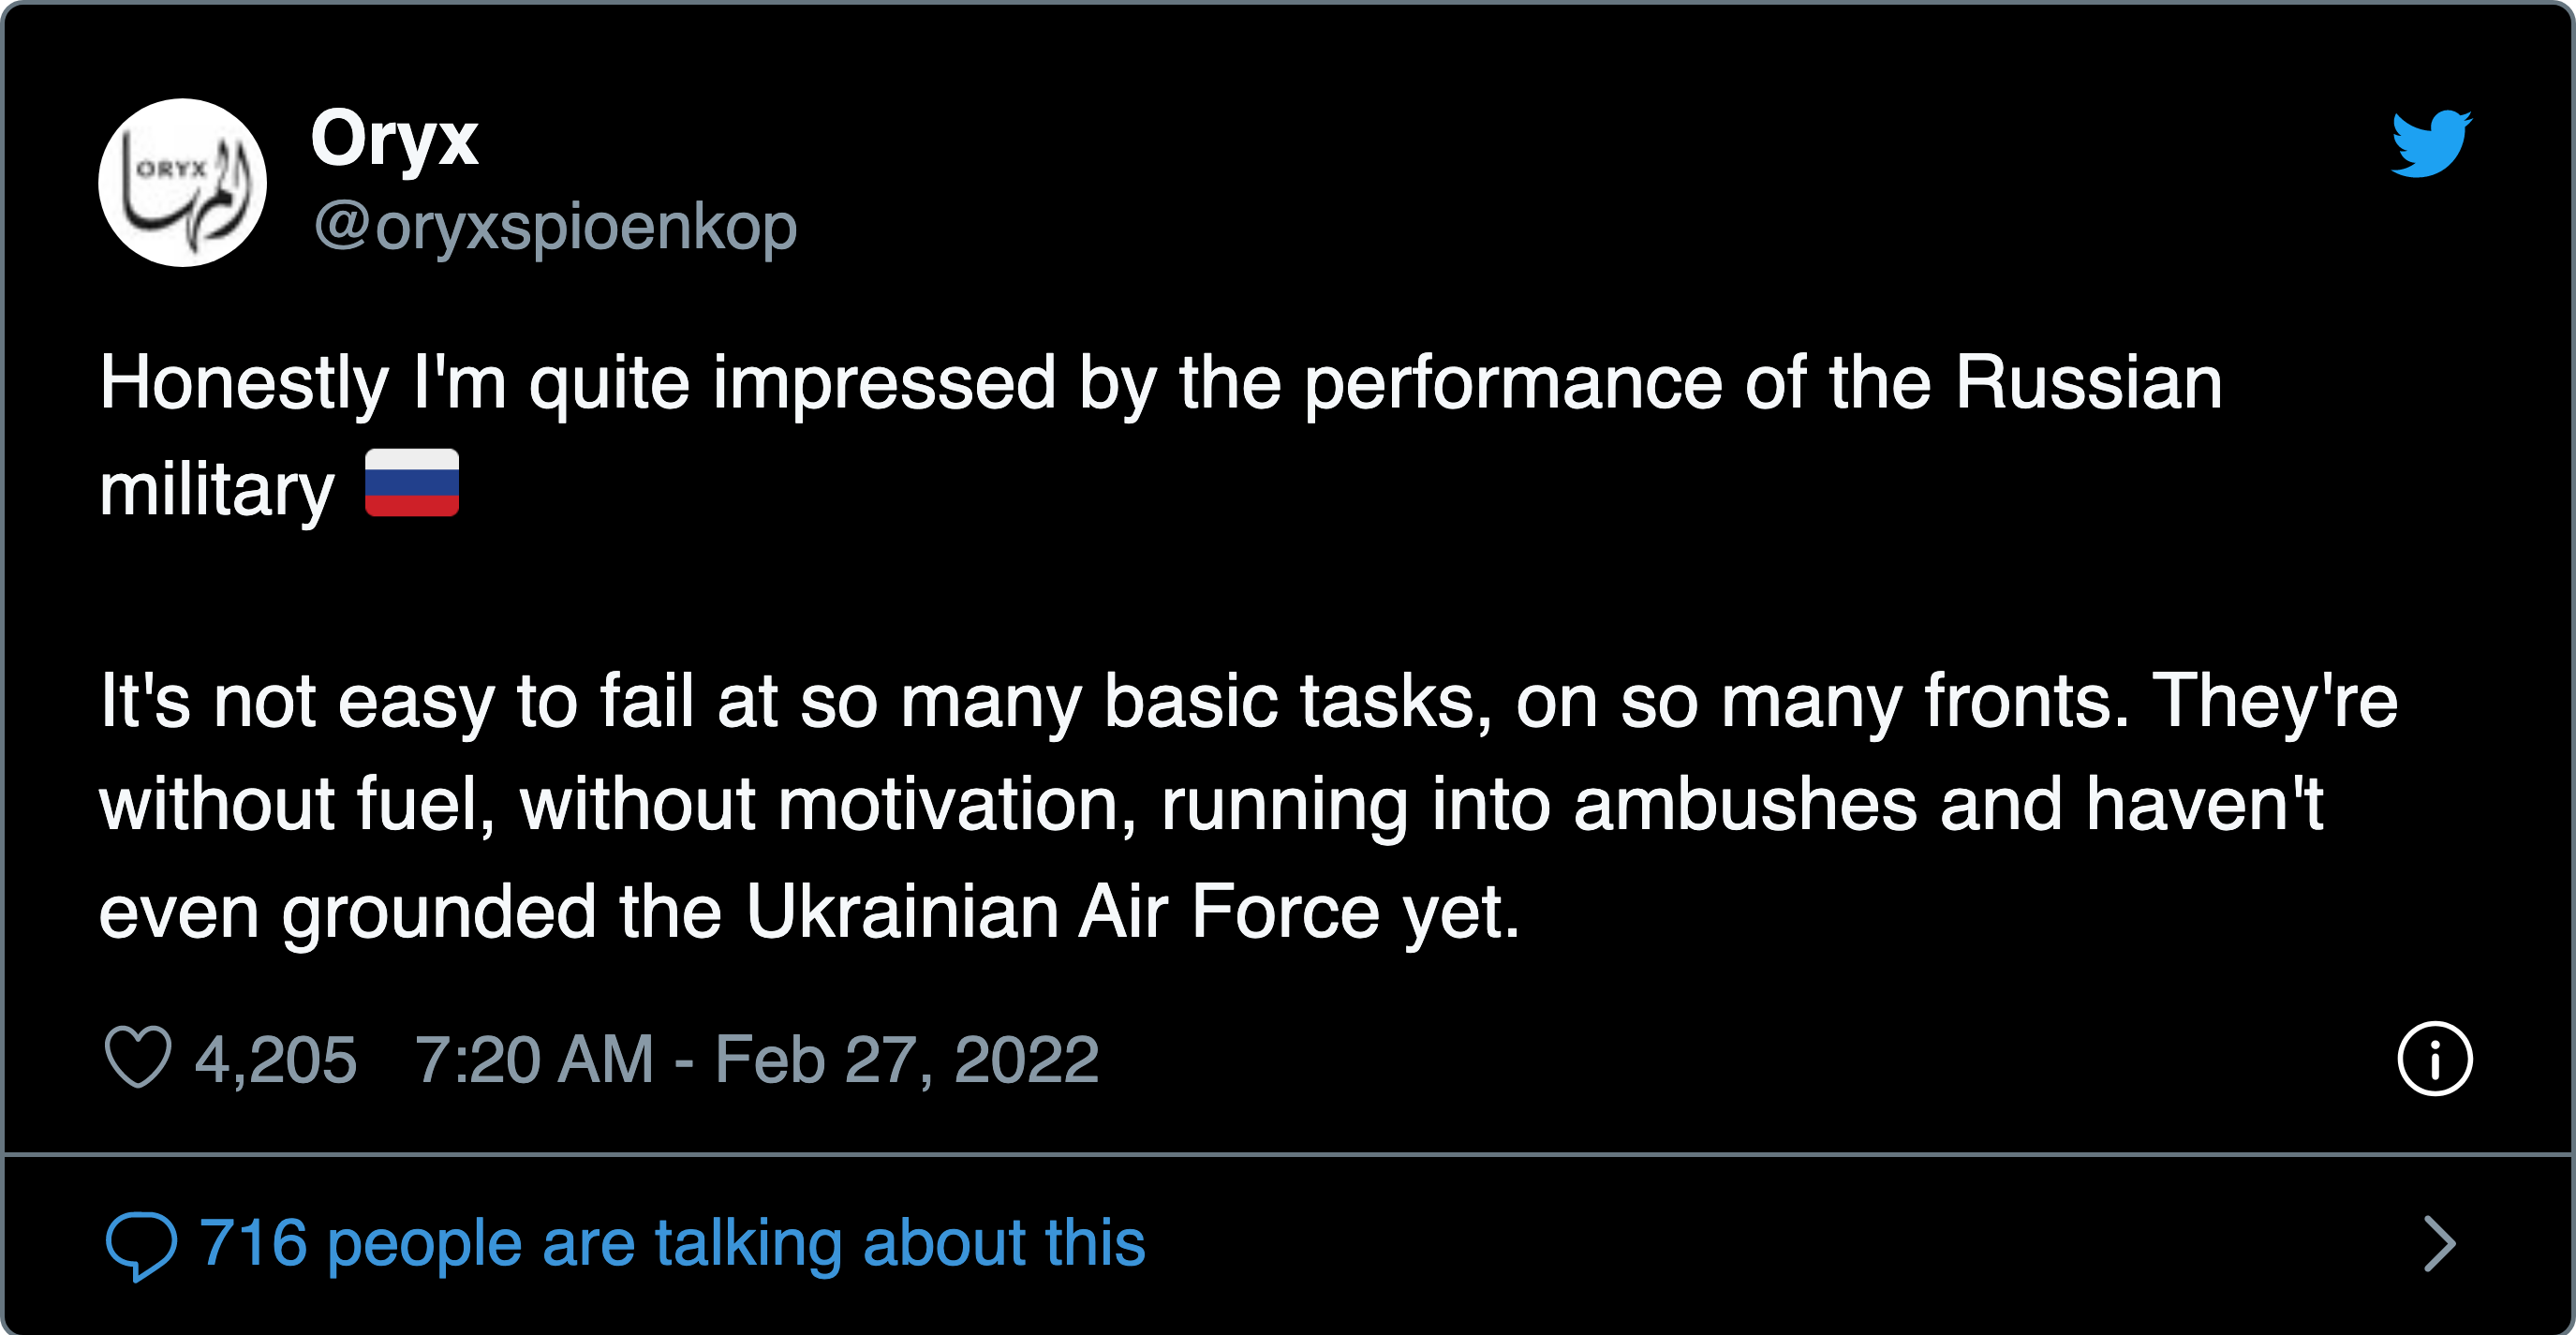 ORYX المها
Oryx
@oryxspioenkop
Honestly I'm quite impressed by the performance of the Russian
military 🇷🇺
It's not easy to fail at so many basic tasks, on so many fronts. They're
without fuel, without motivation, running into ambushes and haven't
even grounded the Ukrainian Air Force yet.
4,205 7:20 AM - Feb 27, 2022
716 people are talking about this